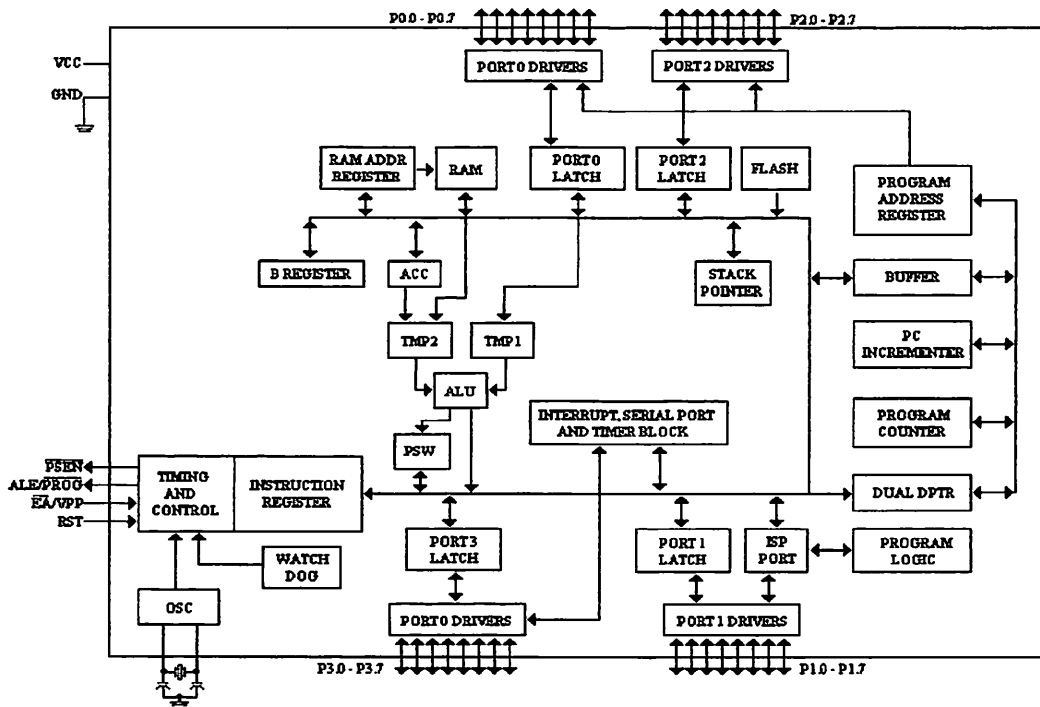 P0.0 - P0.7
P2.0 - P2.7
VCC
GND
PORT 0 DRIVERS
PORT 2 DRIVERS
RAM ADDR
REGISTER
RAM
PORT 0
LATCH
PORT 2
LATCH
FLASH
PROGRAM
ADDRESS
REGISTER
B REGISTER
ACC
STACK
POINTER
BUFFER
TMP2
TMP1
PC
INCREMENTER
ALU
INTERRUPT, SERIAL PORT
AND TIMER BLOCK
PROGRAM
COUNTER
PSW
PSEN
ALE/PROG
EA/VPP
RST
TIMING
AND
CONTROL
INSTRUCTION
REGISTER
DUAL DPTR
PORT 3
LATCH
PORT 1
LATCH
ISP
PORT
PROGRAM
LOGIC
WATCH
DOG
OSC
PORT 0 DRIVERS
PORT 1 DRIVERS
P3.0 - P3.7
P1.0 - P1.7